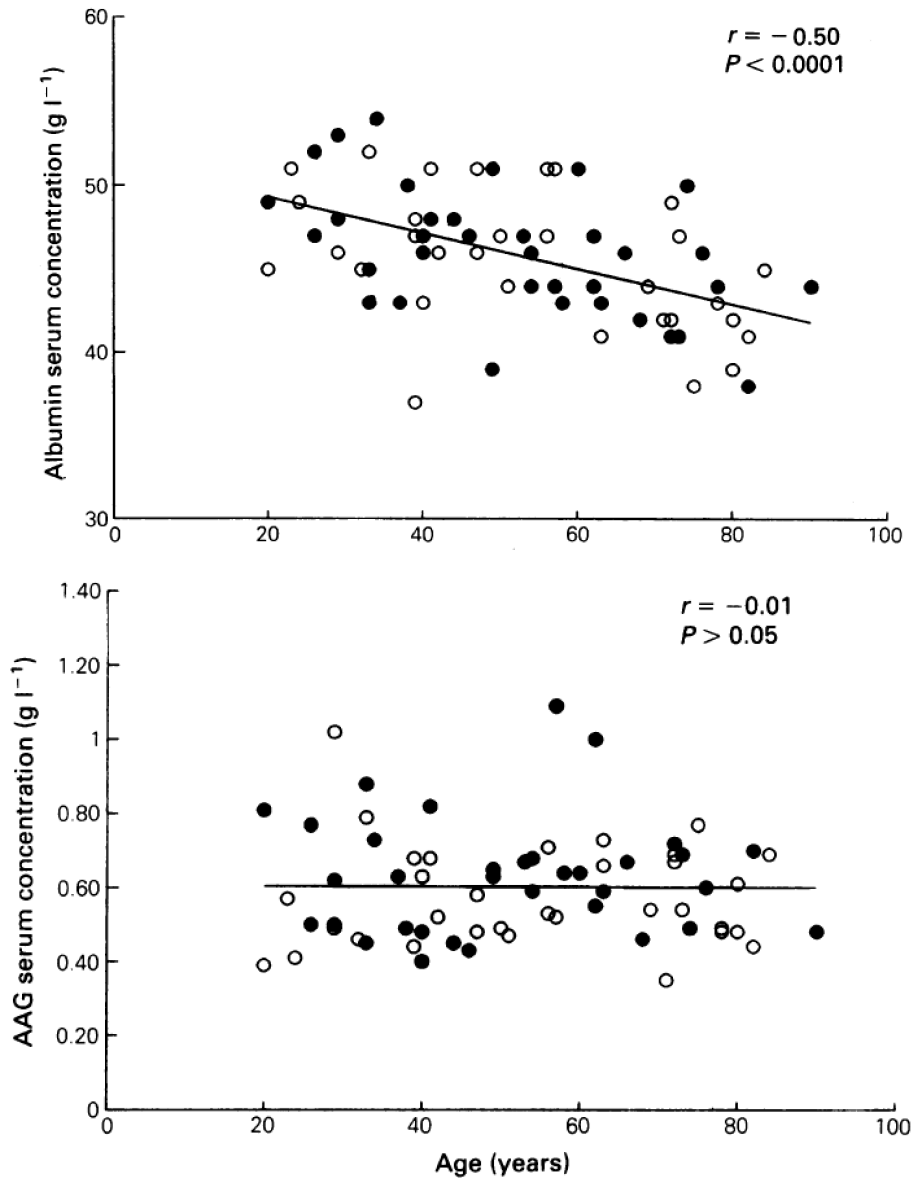 60
r = − 0.50
P < 0.0001
50
40
30
0 20 40 60 80 100
Albumin serum concentration (g l⁻¹)
1.40
r = −0.01
P > 0.05
1.20
1
0.80
0.60
0.40
0.20
0
0 20 40 60 80 100
AAG serum concentration (g l⁻¹)
Age (years)